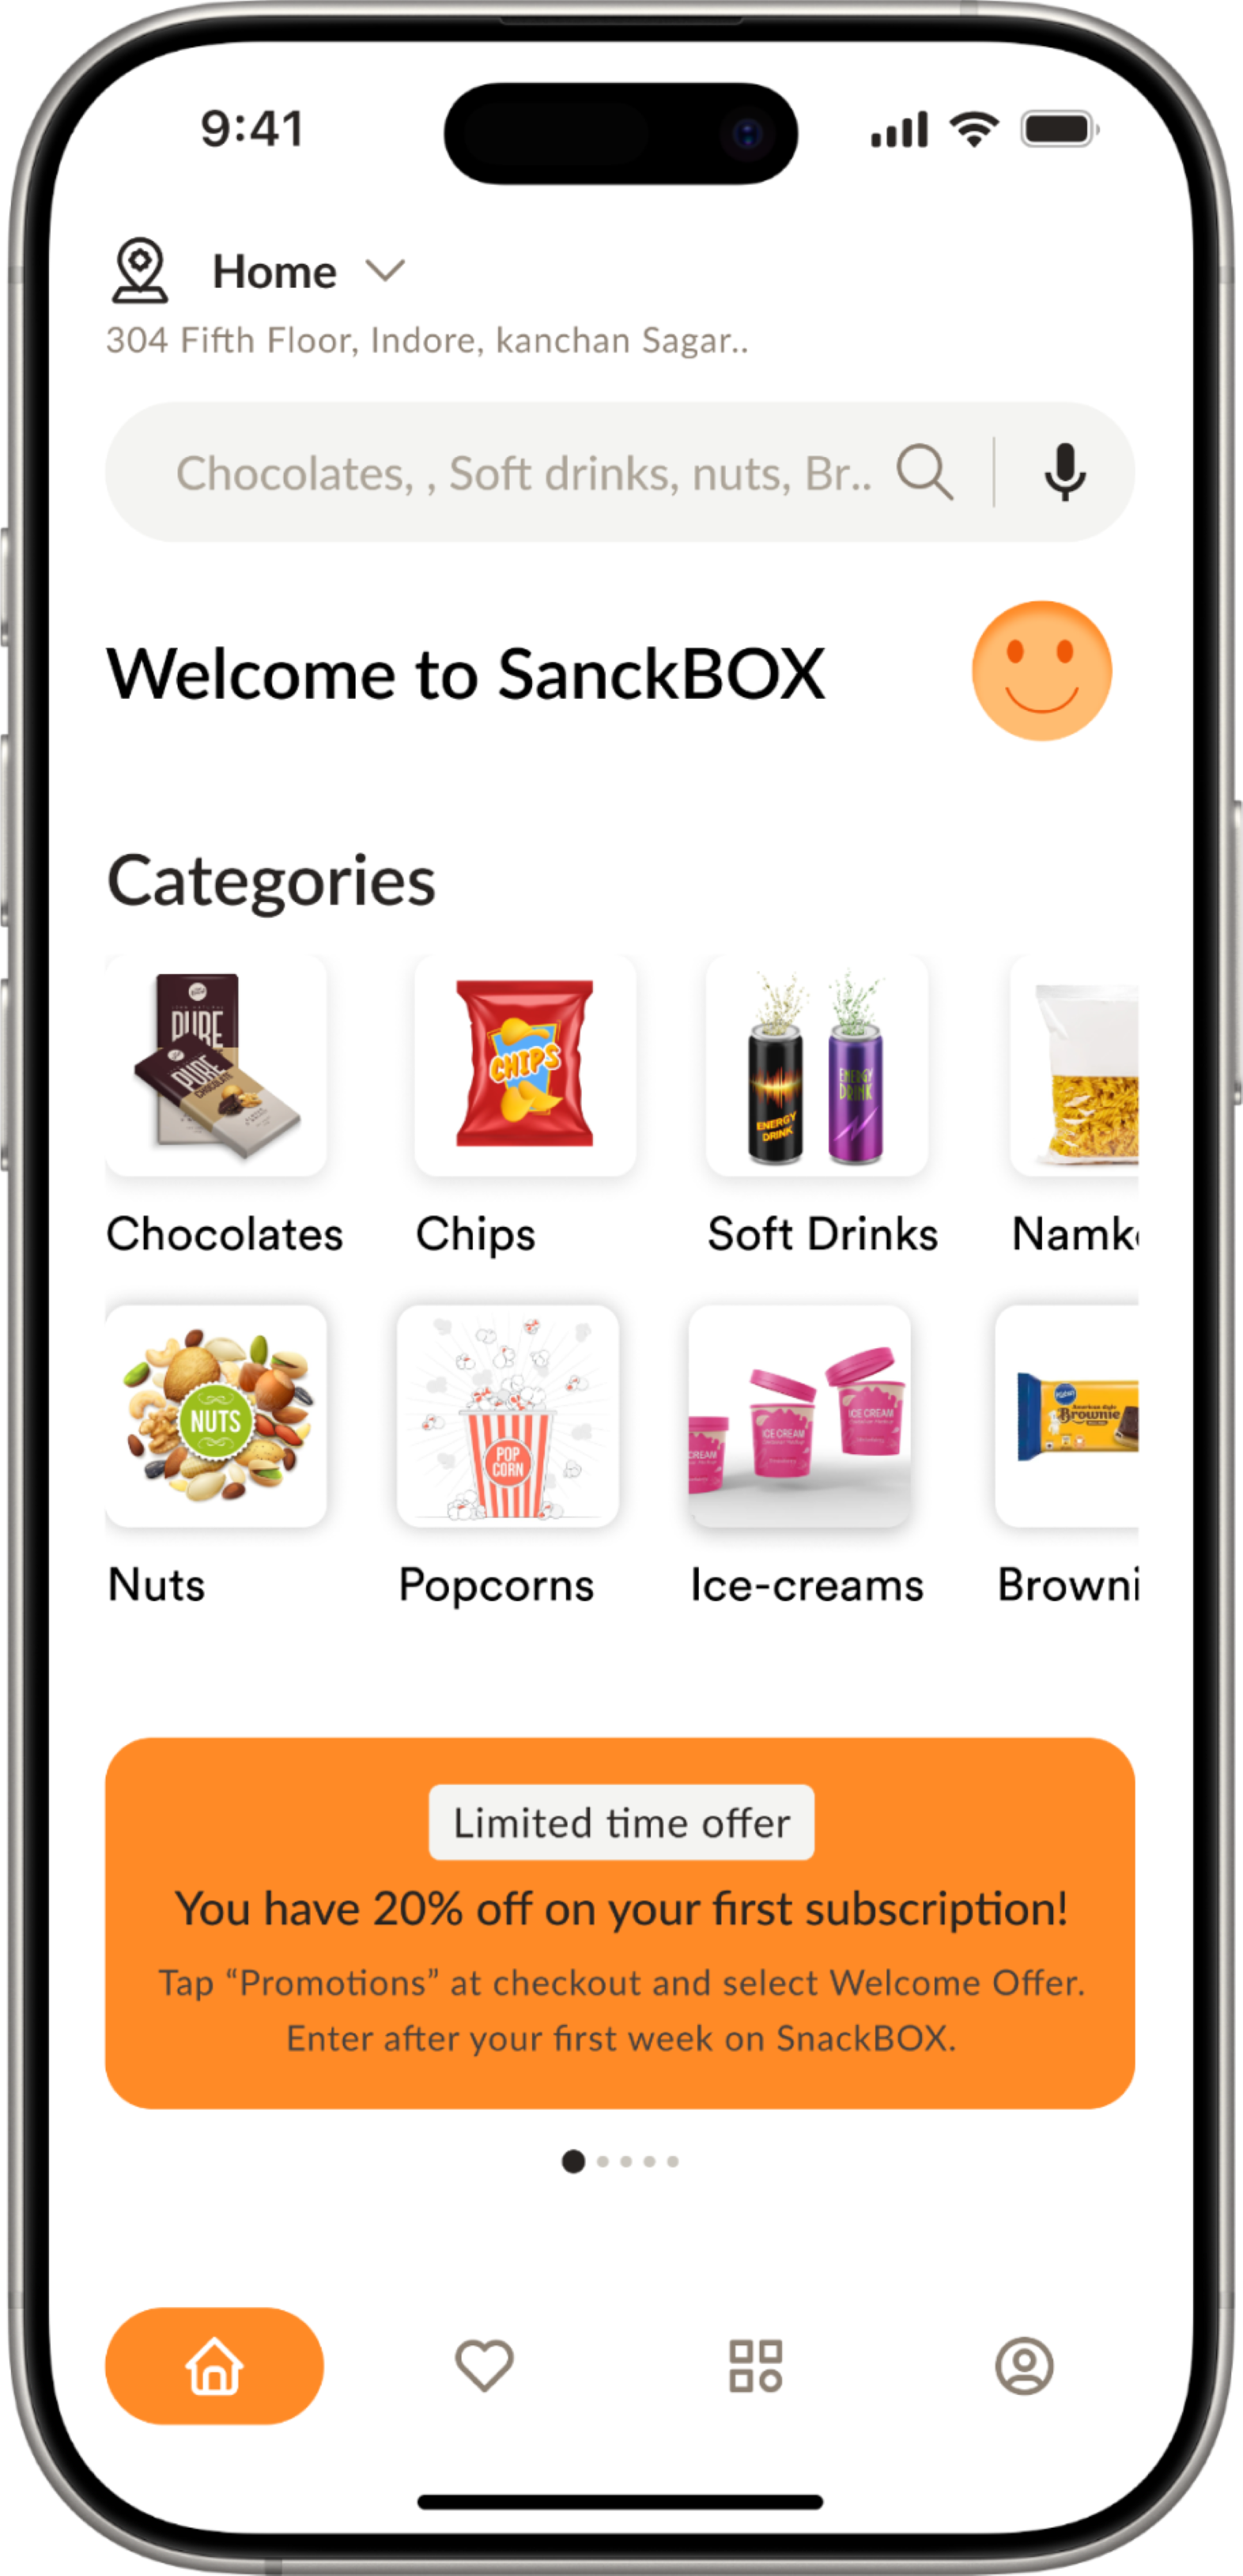 9:41
Home
304 Fifth Floor, Indore, kanchan Sagar..
Chocolates, , Soft drinks, nuts, Br..
Welcome to SanckBOX
Categories
PURE
PURE
CHOCOLATE
CHIPS
ENERGY
DRINK
ENERGY
DRINK
Chocolates
Chips
Soft Drinks
Namk
NUTS
POP
CORN
CREAM
ICE CREAM
ICE CREAM
Brownie
Nuts
Popcorns
Ice-creams
Browni
Limited time offer
You have 20% off on your first subscription!
Tap “Promotions” at checkout and select Welcome Offer.
Enter after your first week on SnackBOX.